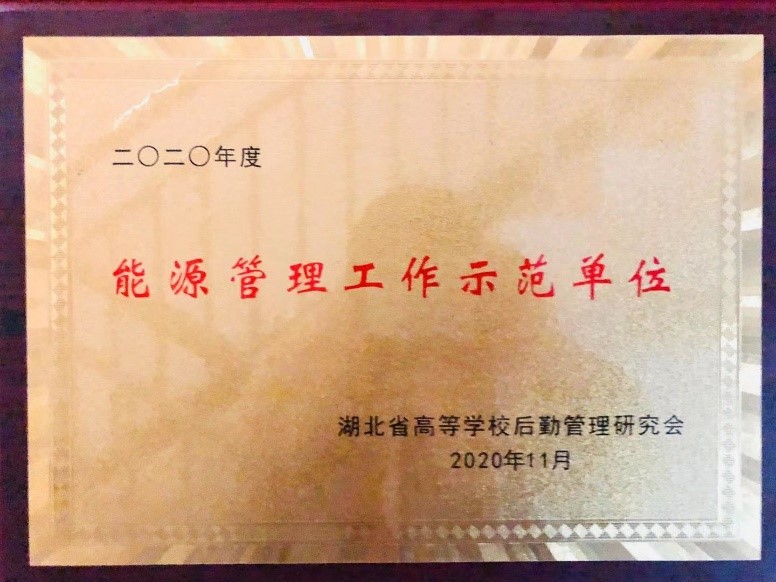 二〇二〇年度
能源管理工作示范单位
湖北省高等学校后勤管理研究会
2020年11月